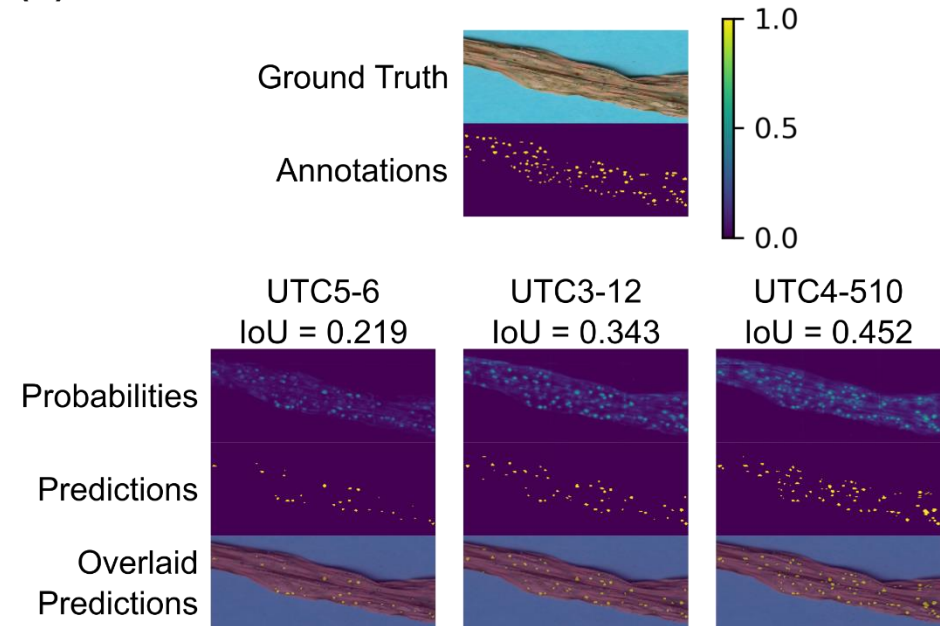 Ground Truth
Annotations
1.0
0.5
0.0
UTC5-6
IoU = 0.219
UTC3-12
IoU = 0.343
UTC4-510
IoU = 0.452
Probabilities
Predictions
Overlaid
Predictions